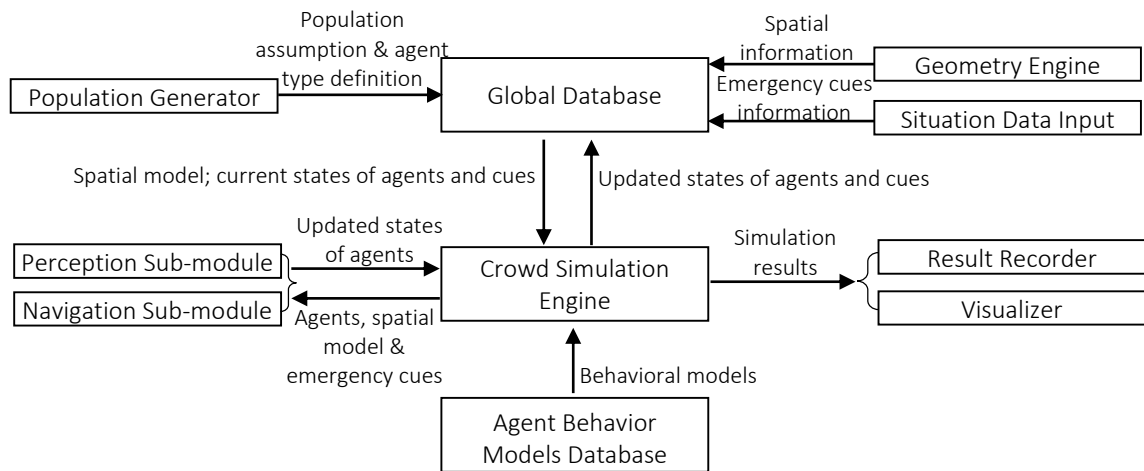 Population
assumption & agent
type definition
Spatial
information
Emergency cues
information
Population Generator
Global Database
Geometry Engine
Situation Data Input
Spatial model; current states of agents and cues
Updated states of agents and cues
Updated states
of agents
Perception Sub-module
Navigation Sub-module
Agents, spatial
model &
emergency cues
Crowd Simulation
Engine
Simulation
results
Result Recorder
Visualizer
Behavioral models
Agent Behavior
Models Database